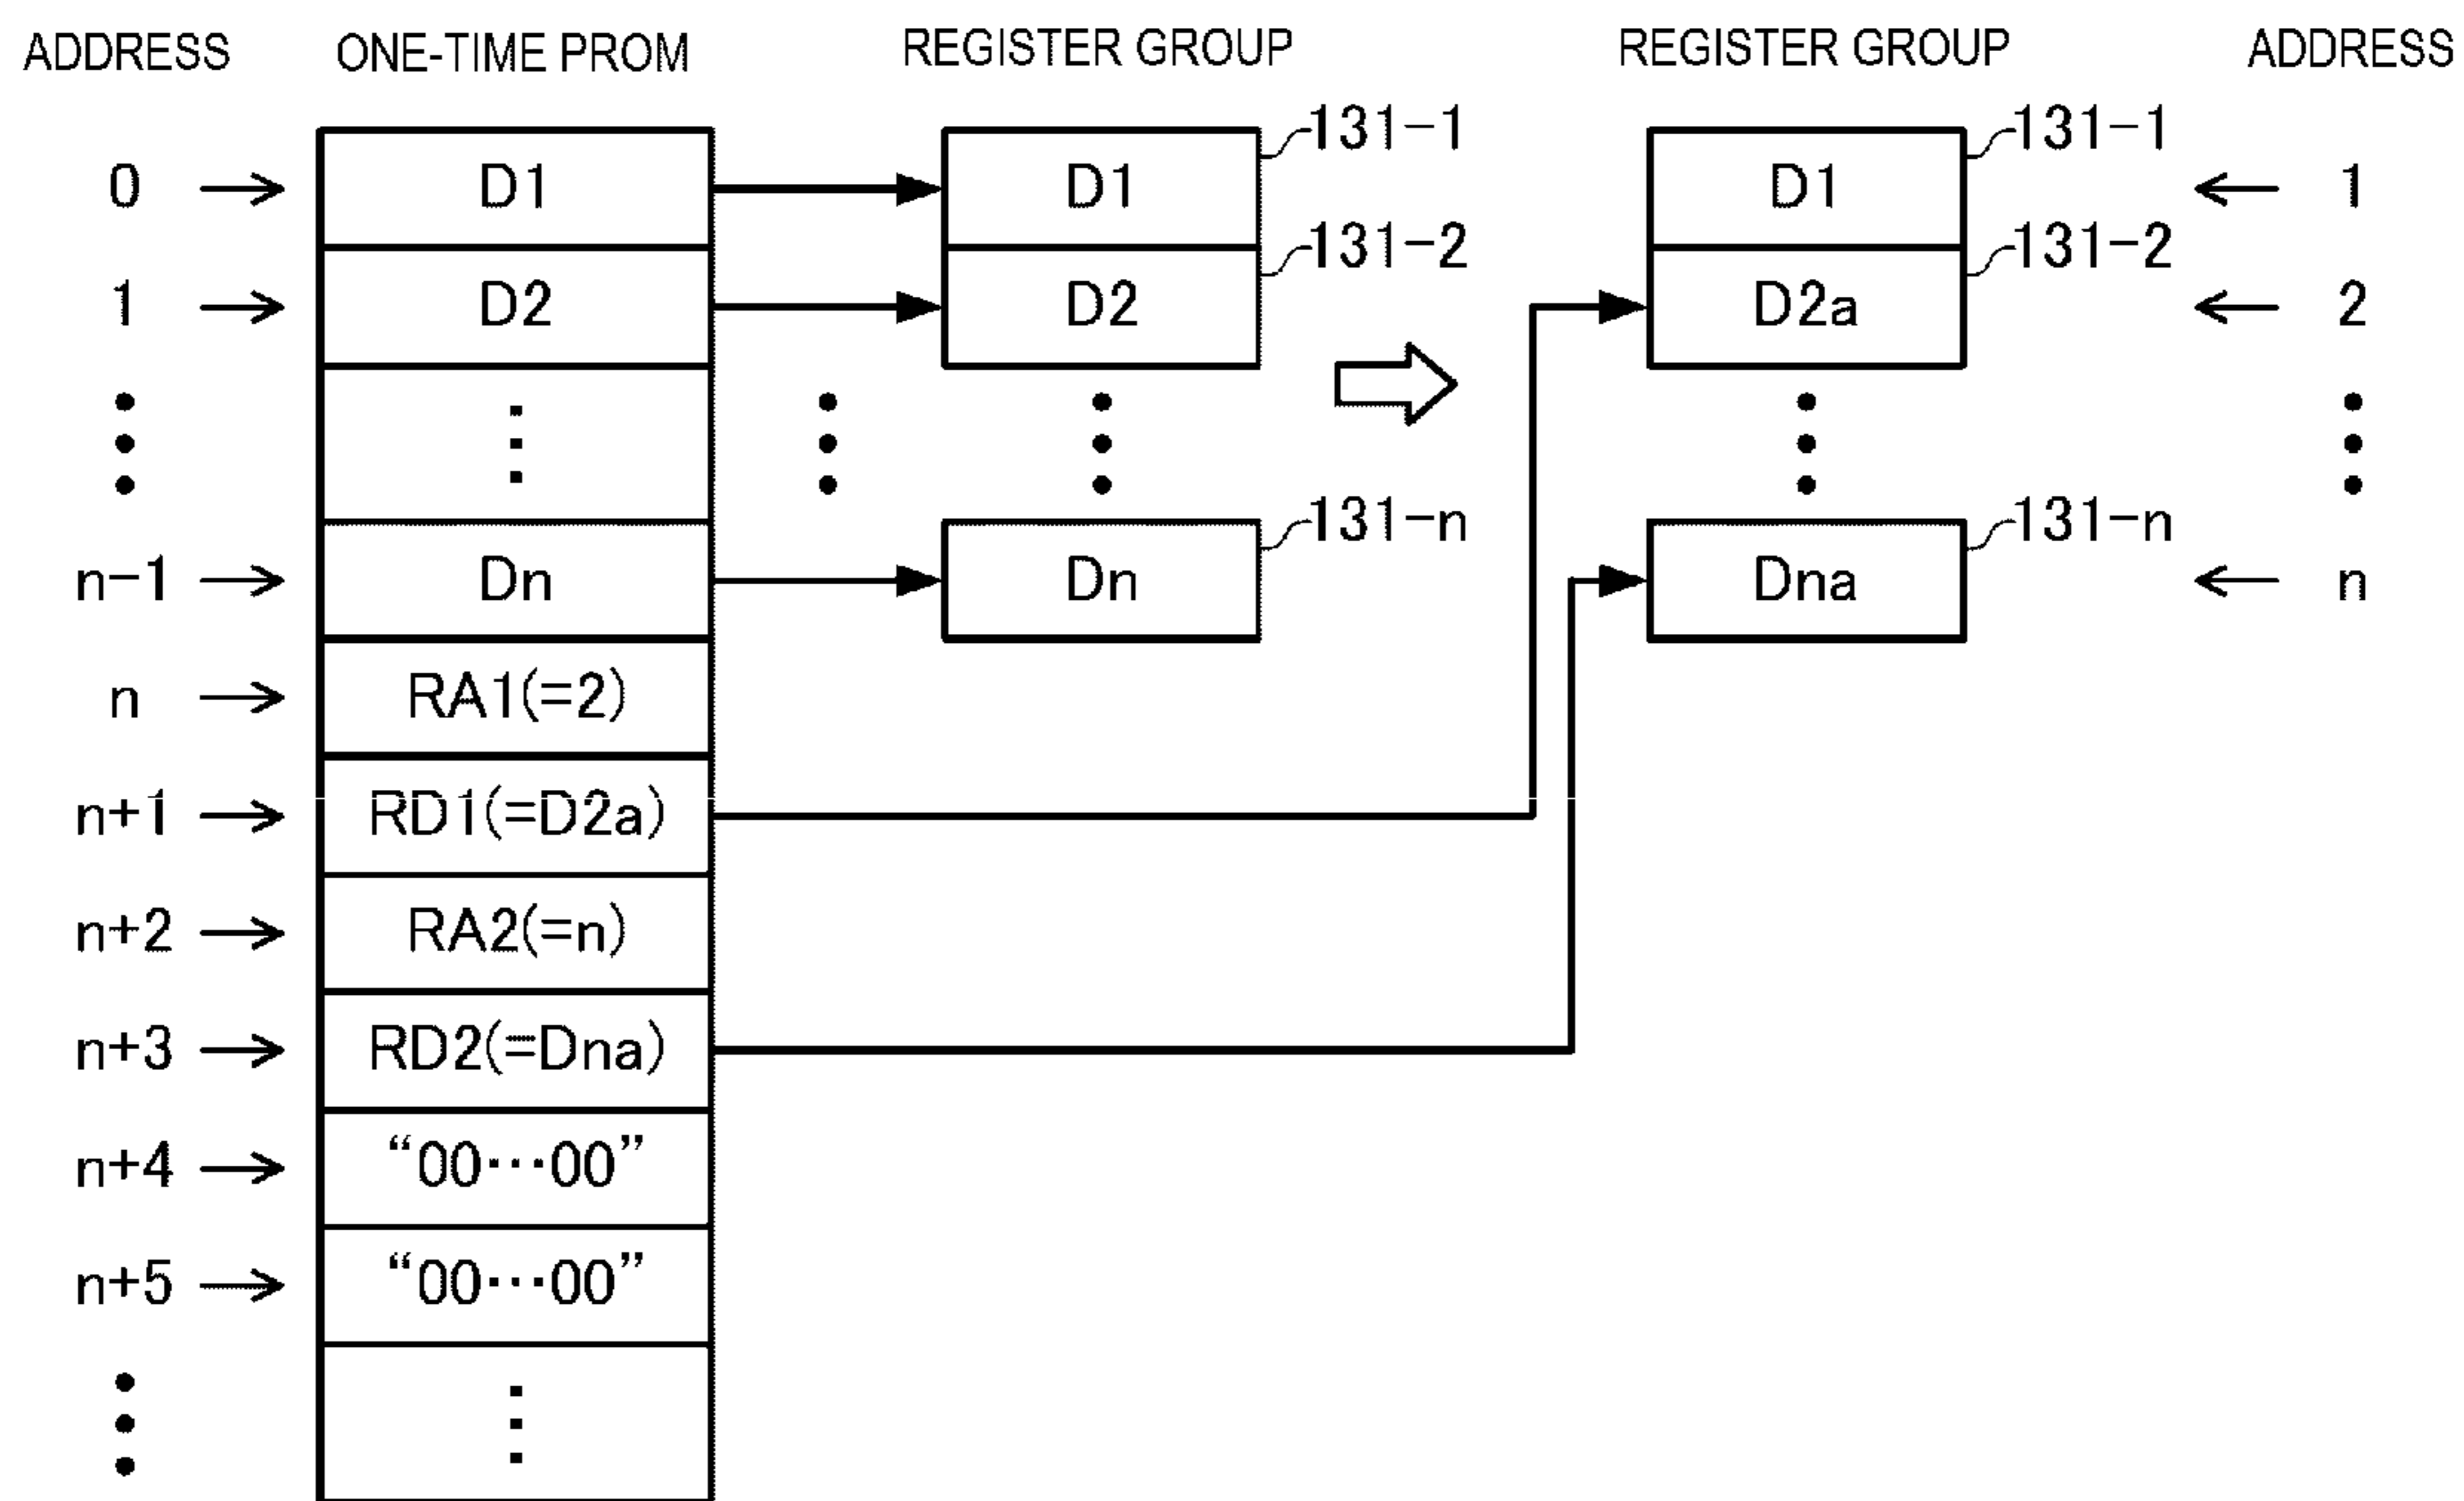 ADDRESS ONE-TIME PROM REGISTER GROUP REGISTER GROUP ADDRESS
131-1 131-1
0 → D1 D1 D1 ← 1
131-2 131-2
1 → D2 D2 D2a ← 2
131-n 131-n
n-1 → Dn Dn Dna ← n
n → RA1(=2)
n+1 → RD1(=D2a)
n+2 → RA2(=n)
n+3 → RD2(=Dna)
n+4 → “00···00”
n+5 → “00···00”